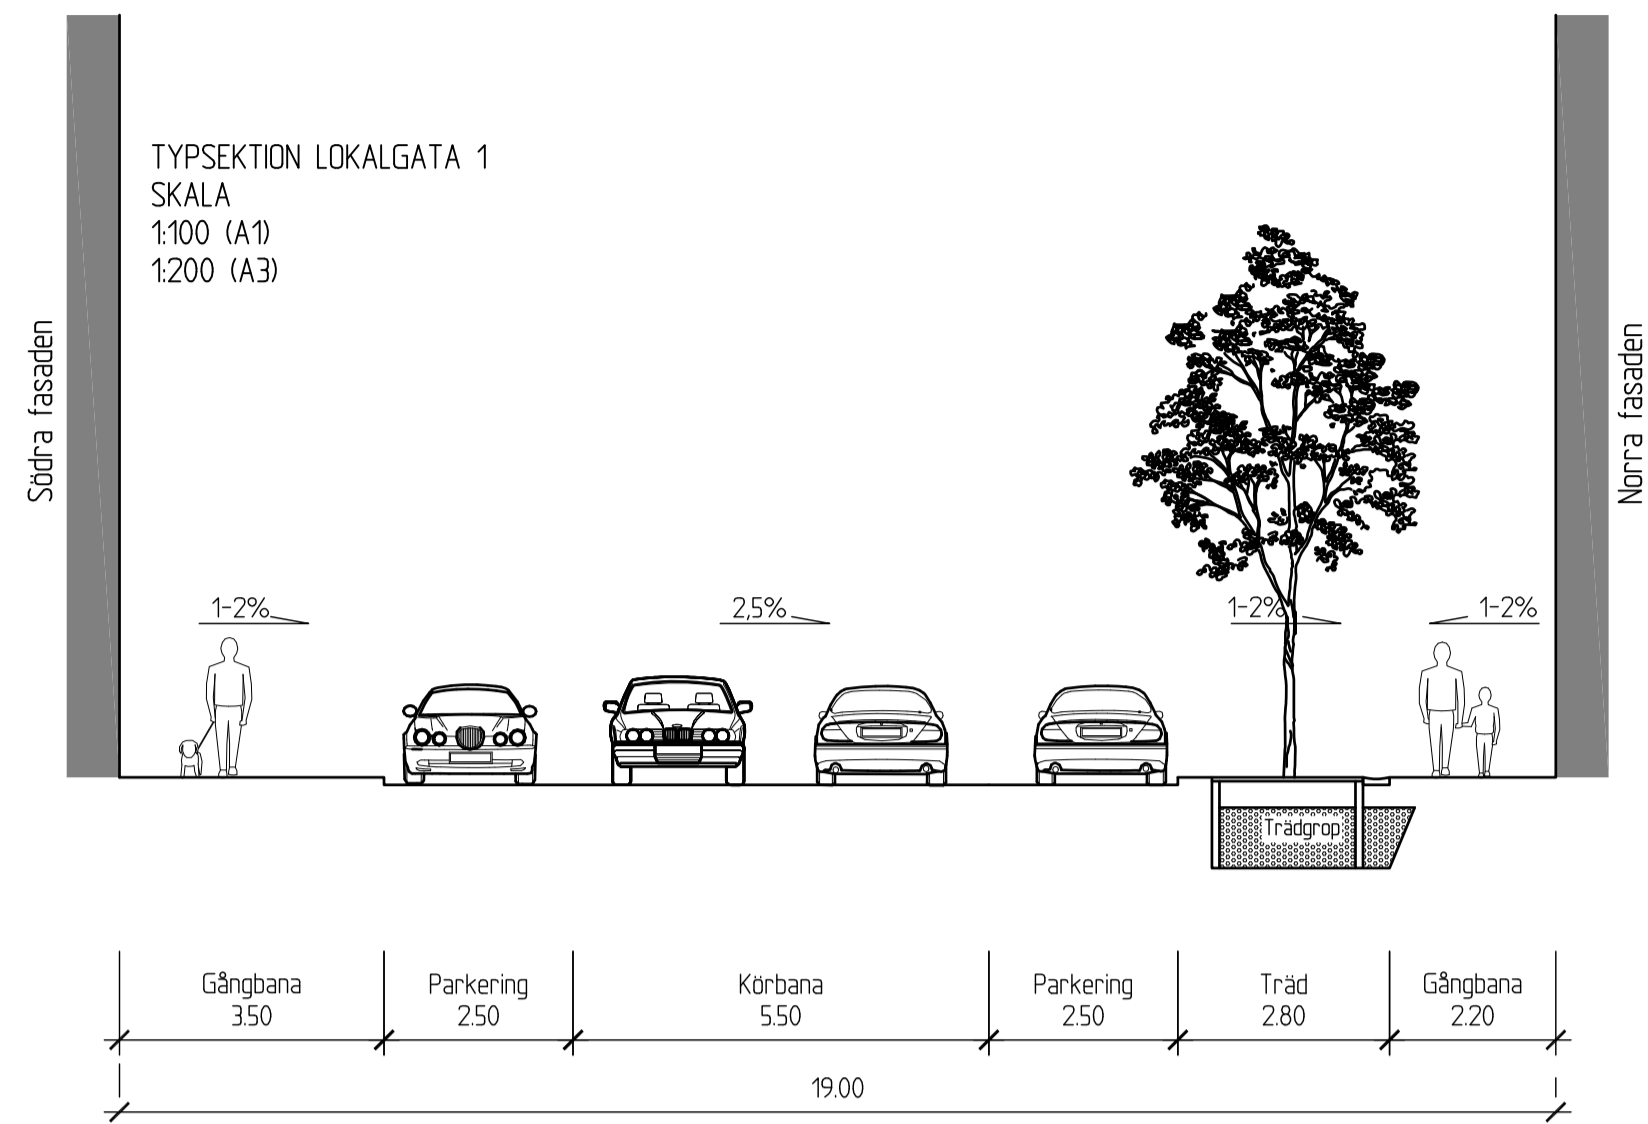 TYPSEKTION LOKALGATA 1
SKALA
1:100 (A1)
1:200 (A3)
Södra fasaden
Norra fasaden
1-2%
2,5%
1-2%
1-2%
Trädgrop
Gångbana
3.50
Parkering
2.50
Körbana
5.50
Parkering
2.50
Träd
2.80
Gångbana
2.20
19.00